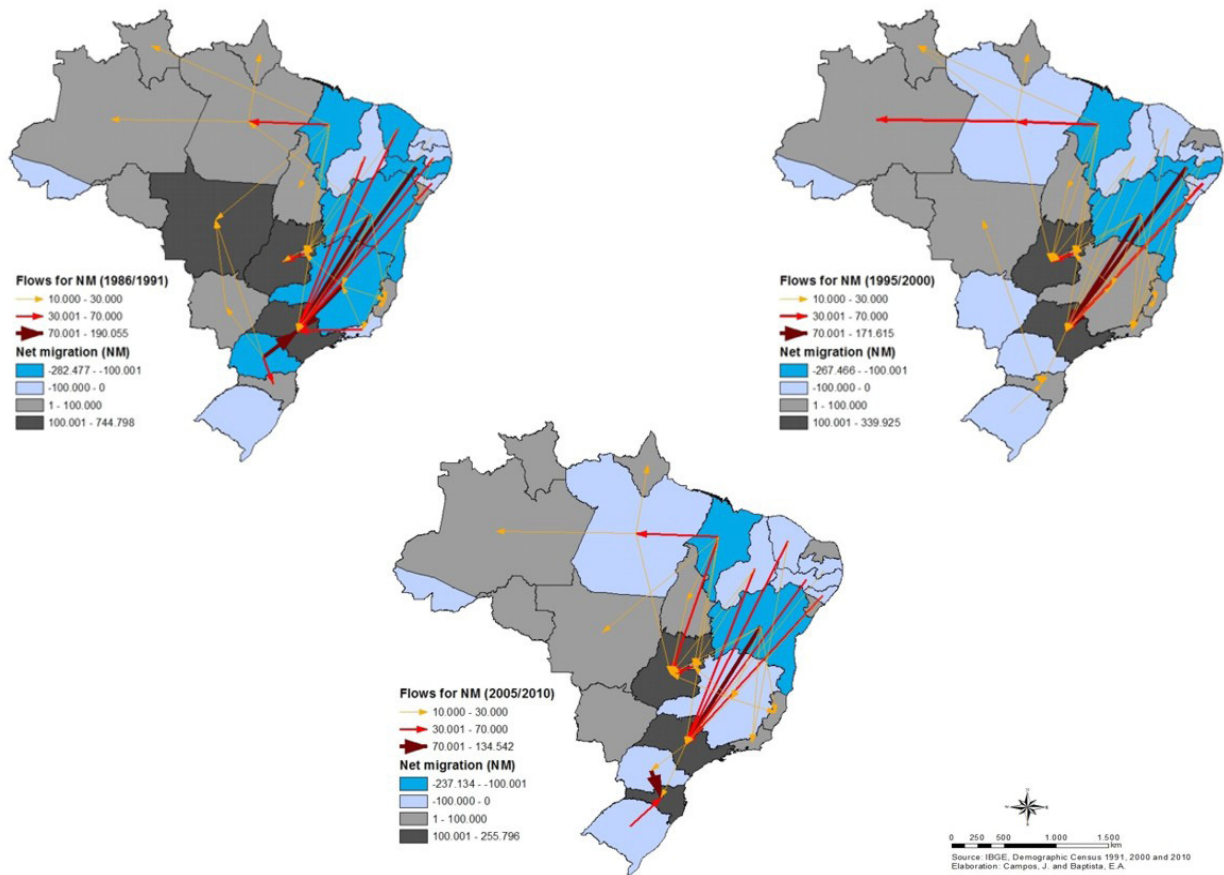 Flows for NM (1986/1991)
10.000 - 30.000
30.001 - 70.000
70.001 - 190.055
Net migration (NM)
-282.477 - -100.001
-100.000 - 0
1 - 100.000
100.001 - 744.798
Flows for NM (1995/2000)
10.000 - 30.000
30.001 - 70.000
70.001 - 171.615
Net migration (NM)
-267.466 - -100.001
-100.000 - 0
1 - 100.000
100.001 - 339.925
Flows for NM (2005/2010)
10.000 - 30.000
30.001 - 70.000
70.001 - 134.542
Net migration (NM)
-237.134 - -100.001
-100.000 - 0
1 - 100.000
100.001 - 255.796
0 250 500 1.000 1.500
km
Source: IBGE, Demographic Census 1991, 2000 and 2010
Elaboration: Campos, J. and Baptista, E.A.